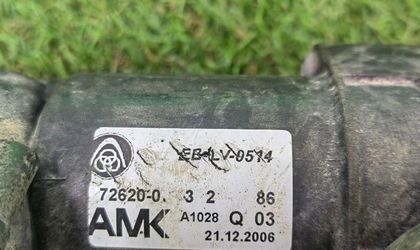 EB-LV-0514
72620-0. 3 2 86
AMK A1028 Q 03
21.12.2006